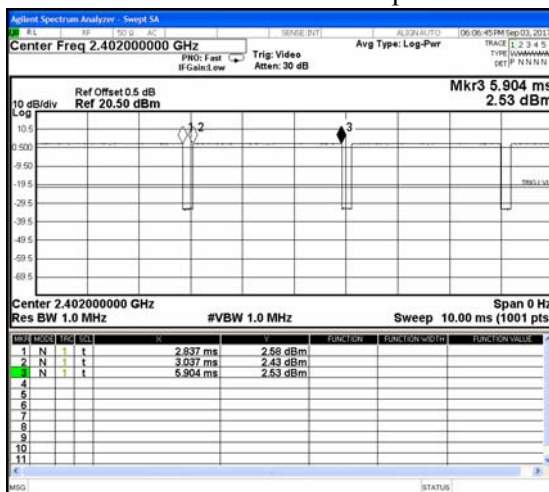 Agilent Spectrum Analyzer - Swept SA
RL RF 50 Ω AC SENSE:INT ALIGNAUTO 06:06:45PM Sep 03, 2017
Center Freq 2.402000000 GHz
PNO: Fast
IFGain:Low
Trig: Video
Atten: 30 dB
Avg Type: Log-Pwr
TRACE 1 2 3 4 5
TYPE
DET P N N N N
Ref Offset 0.5 dB
Ref 20.50 dBm
Mkr3 5.904 ms
2.53 dBm
10 dB/div
Log
10.5
0.500
-9.50
-19.5
-29.5
-39.5
-49.5
-59.5
-69.5
1 2
3
TRIG LVL
Center 2.402000000 GHz
Span 0 Hz
Res BW 1.0 MHz
#VBW 1.0 MHz
Sweep 10.00 ms (1001 pts
MKR MODE TRC SCL X Y FUNCTION FUNCTION WIDTH FUNCTION VALUE
1 N 1 t 2.837 ms 2.58 dBm
2 N 1 t 3.037 ms 2.43 dBm
3 N 1 t 5.904 ms 2.53 dBm
4
5
6
7
8
9
10
11
MSG
STATUS